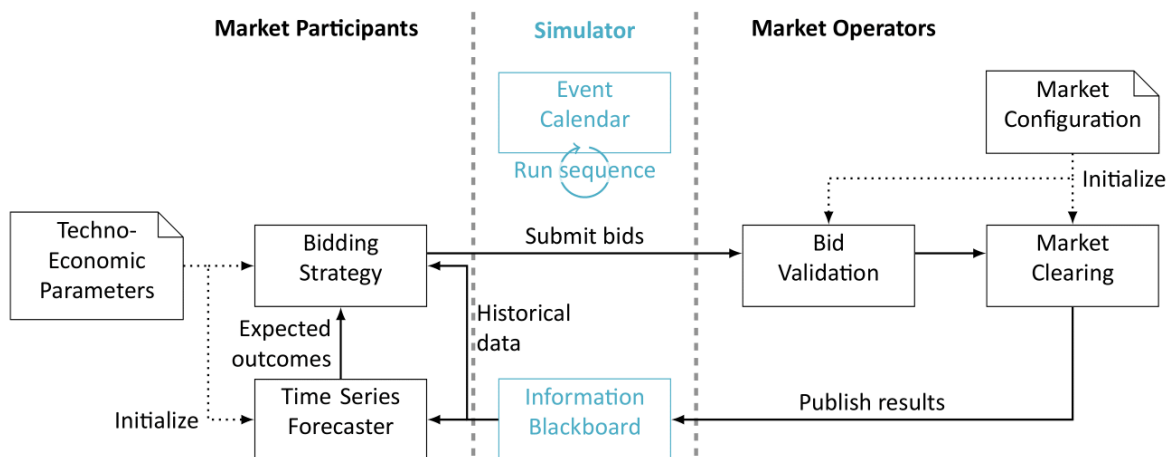 Market Participants
Simulator
Market Operators
Event
Calendar
Run sequence
Market
Configuration
Initialize
Techno-
Economic
Parameters
Bidding
Strategy
Submit bids
Bid
Validation
Market
Clearing
Expected
outcomes
Historical
data
Initialize
Time Series
Forecaster
Information
Blackboard
Publish results